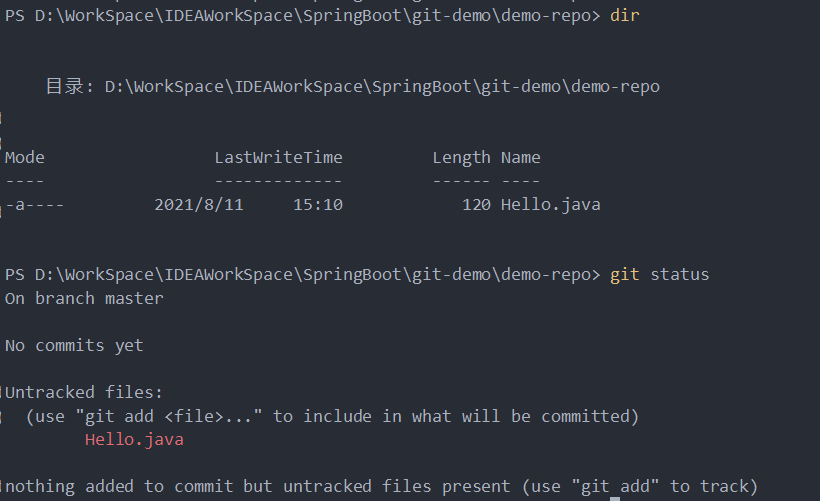 PS D:\WorkSpace\IDEAWorkSpace\SpringBoot\git-demo\demo-repo> dir
目录: D:\WorkSpace\IDEAWorkSpace\SpringBoot\git-demo\demo-repo
Mode                 LastWriteTime         Length Name
----                 -------------         ------ ----
-a----         2021/8/11     15:10            120 Hello.java
PS D:\WorkSpace\IDEAWorkSpace\SpringBoot\git-demo\demo-repo> git status
On branch master
No commits yet
Untracked files:
  (use "git add <file>..." to include in what will be committed)
        Hello.java
nothing added to commit but untracked files present (use "git add" to track)